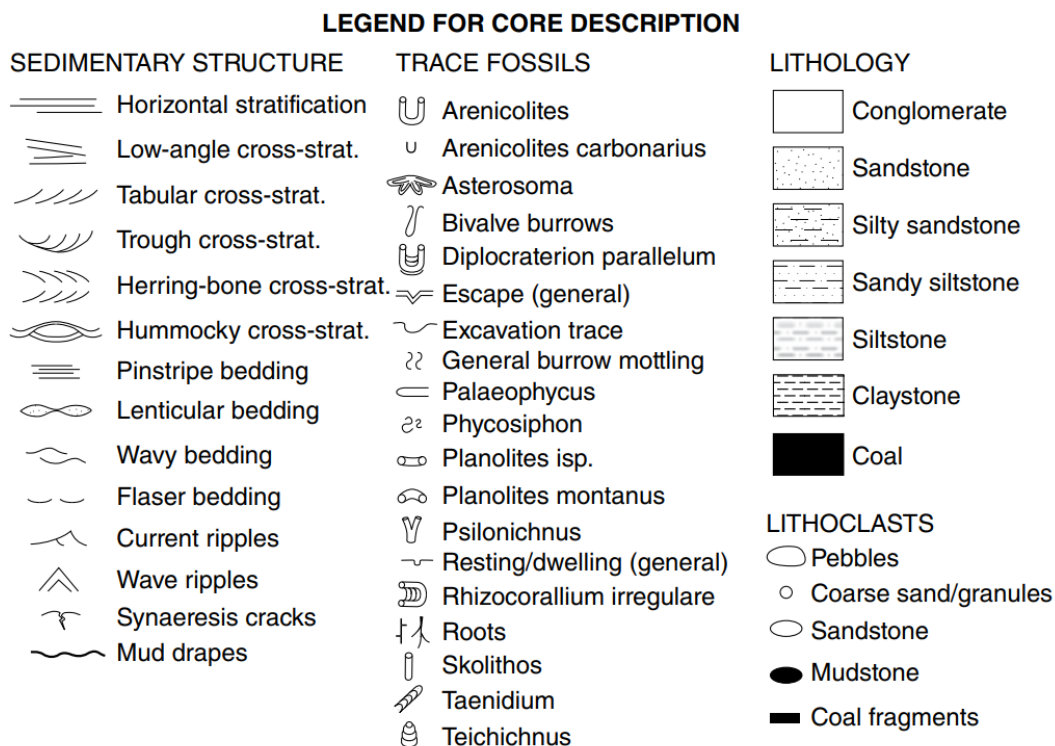 LEGEND FOR CORE DESCRIPTION
SEDIMENTARY STRUCTURE
Horizontal stratification
Low-angle cross-strat.
Tabular cross-strat.
Trough cross-strat.
Herring-bone cross-strat.
Hummocky cross-strat.
Pinstripe bedding
Lenticular bedding
Wavy bedding
Flaser bedding
Current ripples
Wave ripples
Synaeresis cracks
Mud drapes
TRACE FOSSILS
Arenicolites
Arenicolites carbonarius
Asterosoma
Bivalve burrows
Diplocraterion parallelum
Escape (general)
Excavation trace
General burrow mottling
Palaeophycus
Phycosiphon
Planolites isp.
Planolites montanus
Psilonichnus
Resting/dwelling (general)
Rhizocorallium irregulare
Roots
Skolithos
Taenidium
Teichichnus
LITHOLOGY
Conglomerate
Sandstone
Silty sandstone
Sandy siltstone
Siltstone
Claystone
Coal
LITHOCLASTS
Pebbles
Coarse sand/granules
Sandstone
Mudstone
Coal fragments